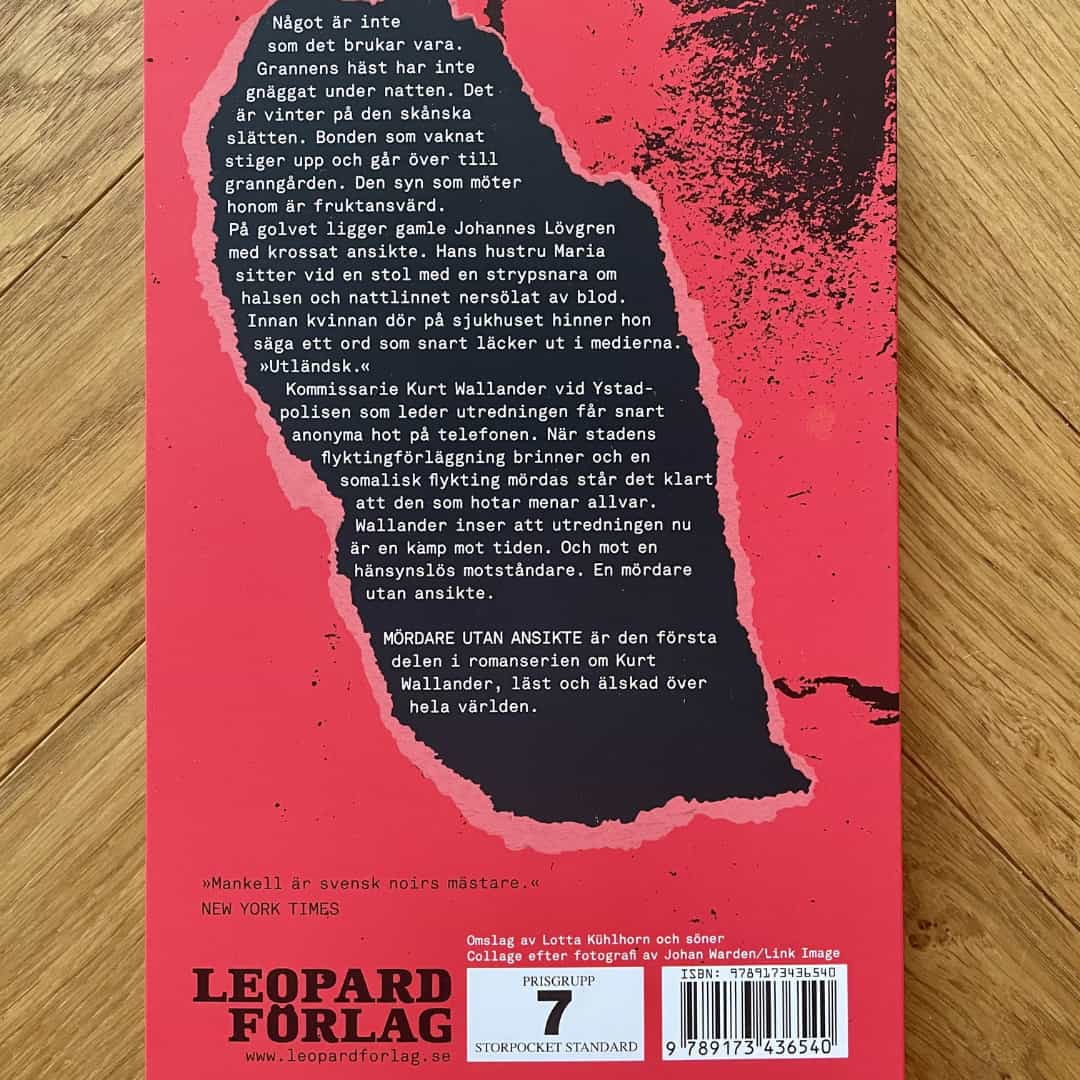 Något är inte
som det brukar vara.
Grannens häst har inte
gnäggat under natten. Det
är vinter på den skånska
slätten. Bonden som vaknat
stiger upp och går över till
granngården. Den syn som möter
honom är fruktansvärd.
På golvet ligger gamle Johannes Lövgren
med krossat ansikte. Hans hustru Maria
sitter vid en stol med en strypsnara om
halsen och nattlinnet nersölat av blod.
Innan kvinnan dör på sjukhuset hinner hon
säga ett ord som snart läcker ut i medierna.
»Utländsk.«
Kommissarie Kurt Wallander vid Ystad-
polisen som leder utredningen får snart
anonyma hot på telefonen. När stadens
flyktingförläggning brinner och en
somalisk flykting mördas står det klart
att den som hotar menar allvar.
Wallander inser att utredningen nu
är en kamp mot tiden. Och mot en
hänsynslös motståndare. En mördare
utan ansikte.
MÖRDARE UTAN ANSIKTE är den första
delen i romanserien om Kurt
Wallander, läst och älskad över
hela världen.
»Mankell är svensk noirs mästare.«
NEW YORK TIMES
Omslag av Lotta Kühlhorn och söner
Collage efter fotografi av Johan Warden/Link Image
LEOPARD
FÖRLAG
www.leopardforlag.se
PRISGRUPP
7
STORPOCKET STANDARD
ISBN: 9789173436540
9 789173 436540